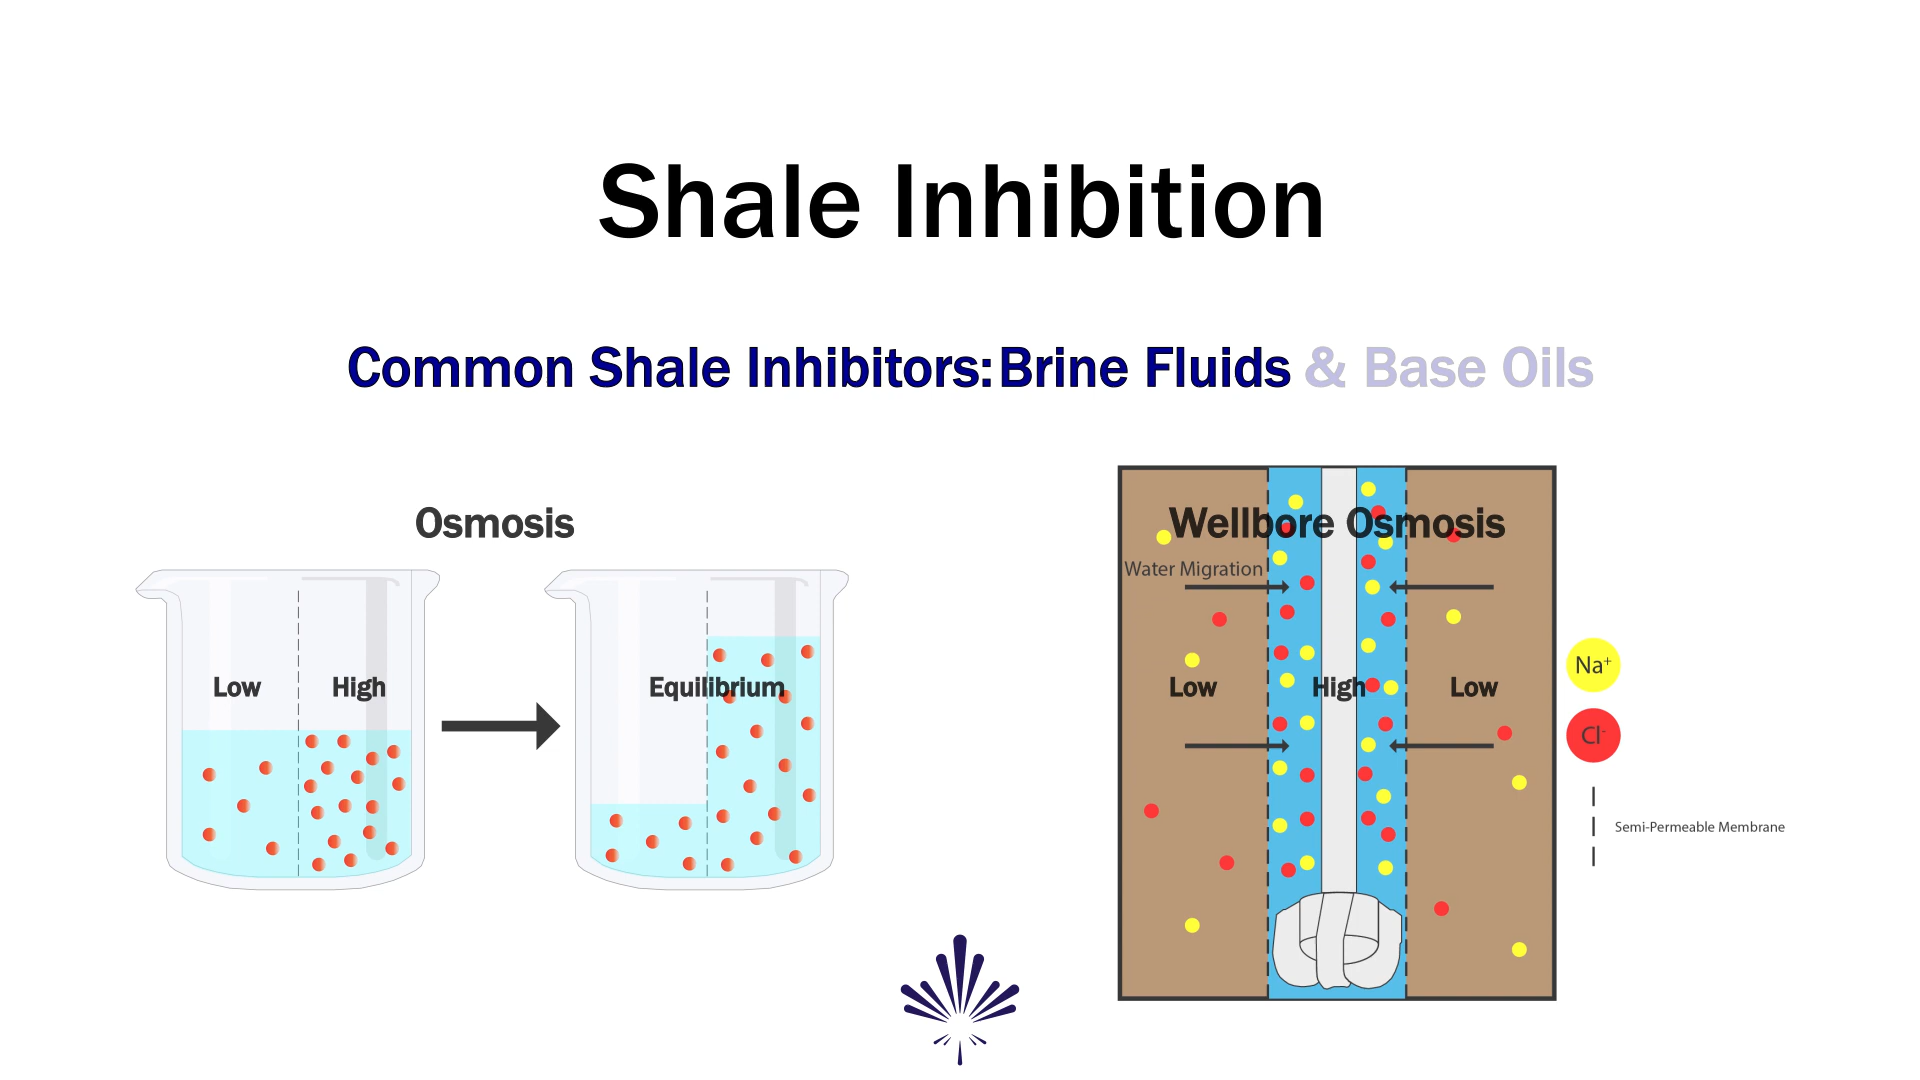 Shale Inhibition
Common Shale Inhibitors: Brine Fluids & Base Oils
Osmosis
Low
High
Equilibrium
Wellbore Osmosis
Water Migration
Low
High
Low
Na⁺
Cl⁻
Semi-Permeable Membrane